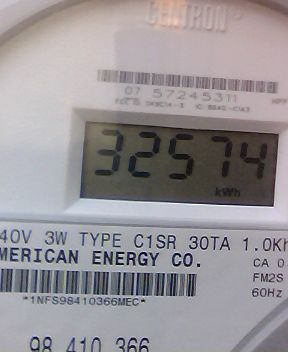 CENTRON®
07 57245311
32574
kWh
40V 3W TYPE C1SR 30TA 1.0Kh
MERICAN ENERGY CO.
CA 0
FM2S
60Hz
*1NFS98410366MEC*
98 410 366